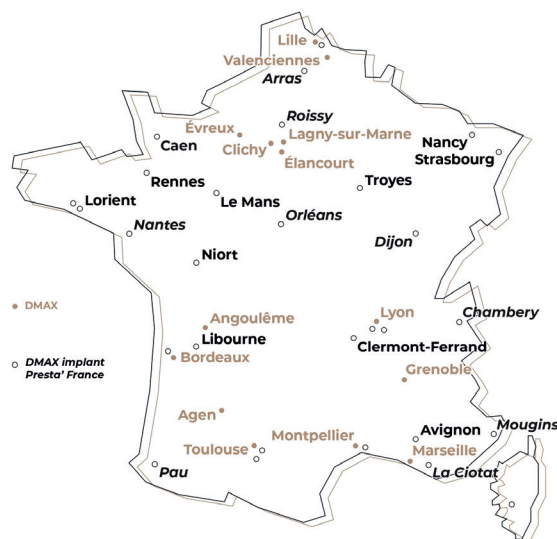 Lille
Valenciennes
Arras
Roissy
Évreux
Lagny-sur-Marne
Caen
Clichy
Nancy
Élancourt
Strasbourg
Rennes
Troyes
Lorient
Le Mans
Orléans
Nantes
Dijon
Niort
DMAX
Angoulême
Lyon
Chambery
Libourne
Clermont-Ferrand
Bordeaux
DMAX implant
Presta’ France
Grenoble
Agen
Mougins
Avignon
Montpellier
Toulouse
Marseille
Pau
La Ciotat